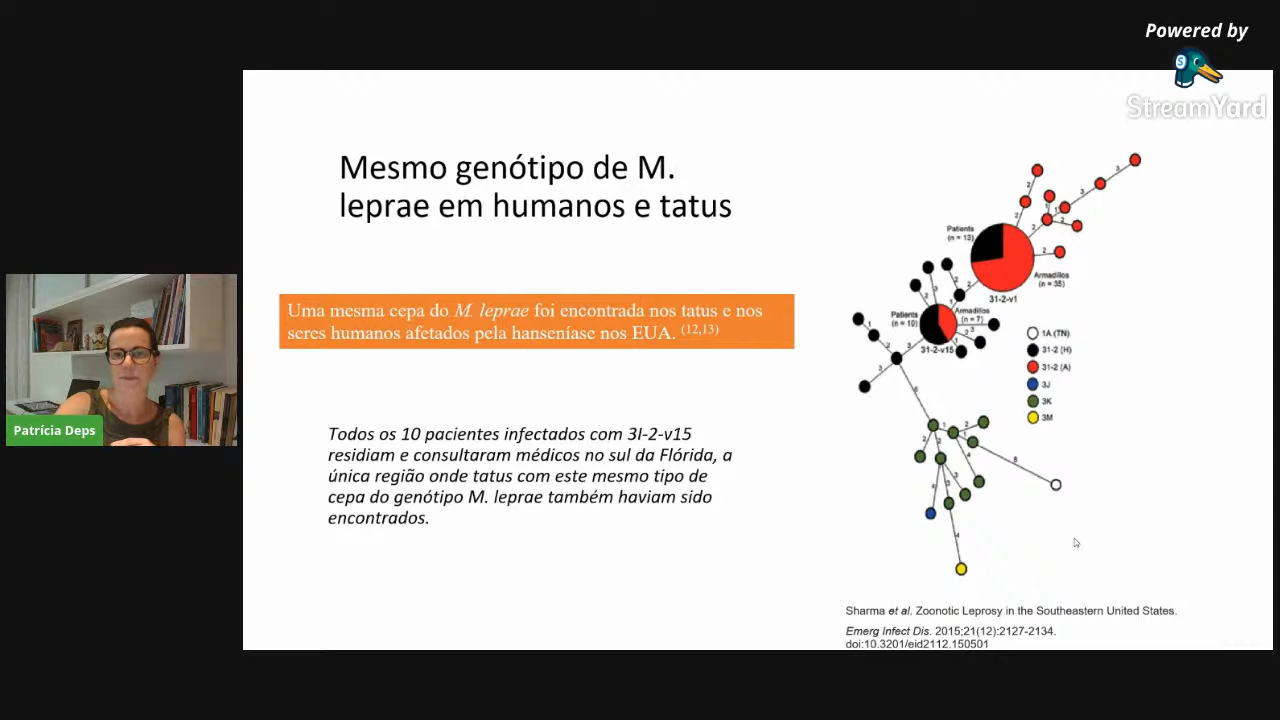 Powered by
StreamYard
Mesmo genótipo de M.
leprae em humanos e tatus
Uma mesma cepa do M. leprae foi encontrada nos tatus e nos
seres humanos afetados pela hanseníase nos EUA. (12,13)
Todos os 10 pacientes infectados com 3I-2-v15
residiam e consultaram médicos no sul da Flórida, a
única região onde tatus com este mesmo tipo de
cepa do genótipo M. leprae também haviam sido
encontrados.
Patrícia Deps
Patients
(n = 13)
Armadillos
(n = 35)
31-2-v1
Patients
(n = 10)
Armadillos
(n = 7)
31-2-v15
1A (TN)
31-2 (H)
31-2 (A)
3J
3K
3M
Sharma et al. Zoonotic Leprosy in the Southeastern United States.
Emerg Infect Dis. 2015;21(12):2127-2134.
doi:10.3201/eid2112.150501